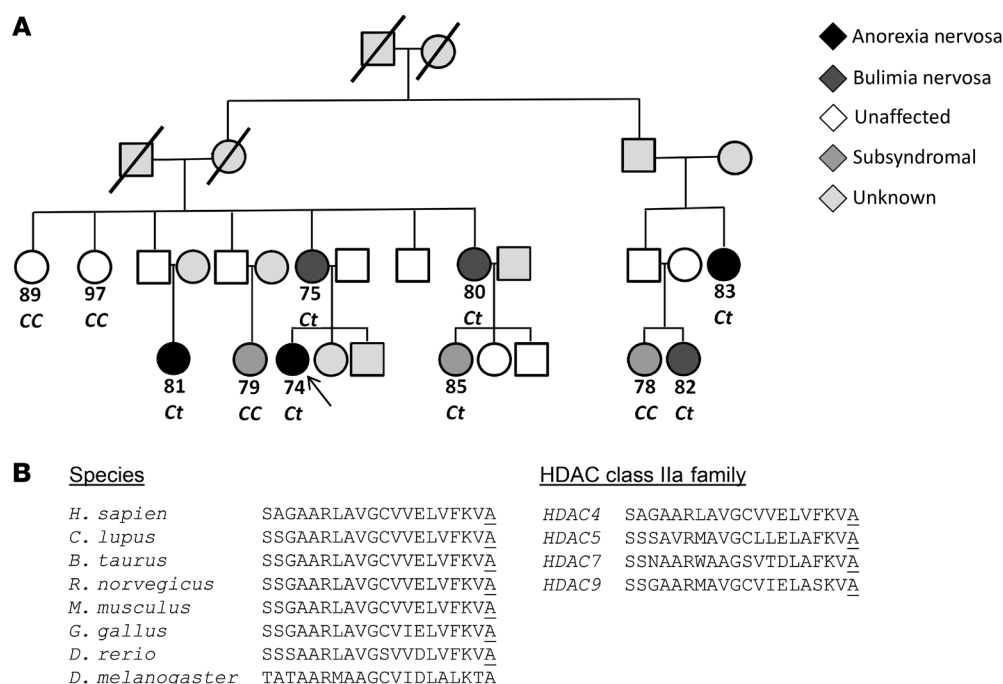 A
Anorexia nervosa
Bulimia nervosa
Unaffected
Subsyndromal
Unknown
89 97 75 80 83
CC CC Ct Ct Ct
81 79 74 85 78 82
Ct CC Ct Ct CC Ct
B
Species
H. sapien SAGAARLAVGCVVELVFKVA
C. lupus SSGAARLAVGCVVELVFKVA
B. taurus SSGAARLAVGCVVELVFKVA
R. norvegicus SSGAARLAVGCVVELVFKVA
M. musculus SSGAARLAVGCVVELVFKVA
G. gallus SSGAARLAVGCVIELVFKVA
D. rerio SSSAARLAVGSVVDLVFKVA
D. melanogaster TATAARMAAGCVIDLALKTA
HDAC class IIa family
HDAC4 SAGAARLAVGCVVELVFKVA
HDAC5 SSSAVRMAVGCLLELAFKVA
HDAC7 SSNAARWAAGSVTDLAFKVA
HDAC9 SSGAARMAVGCVIELASKVA